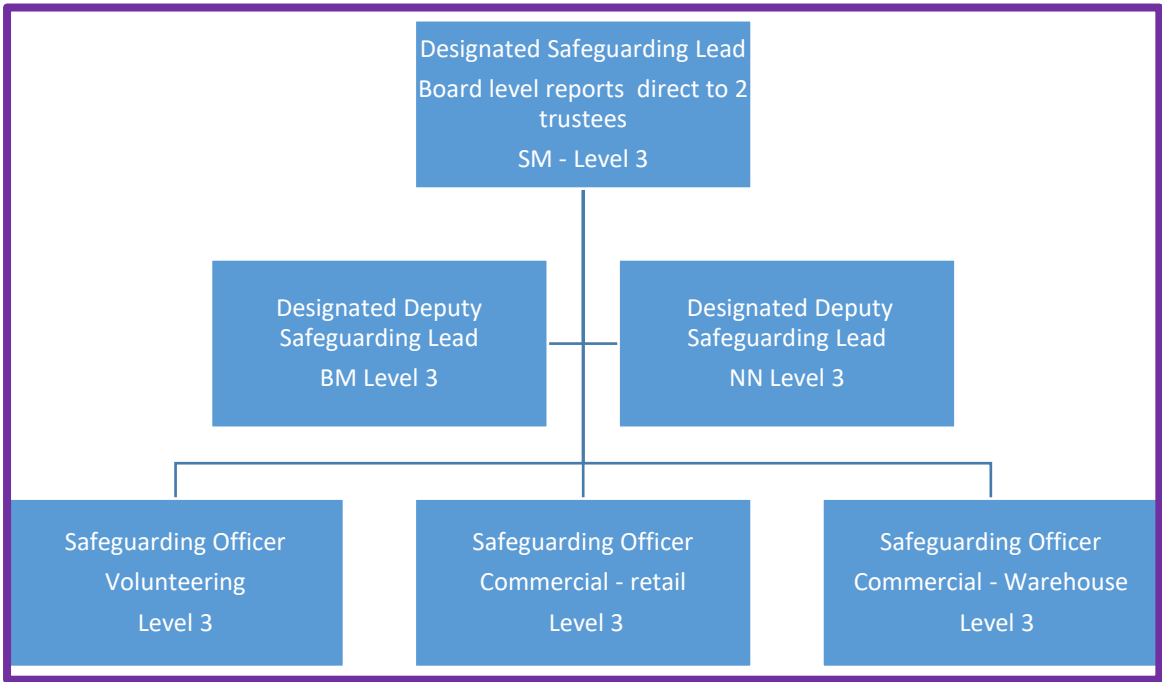 Designated Safeguarding Lead
Board level reports  direct to 2
trustees
SM - Level 3
Designated Deputy
Safeguarding Lead
BM Level 3
Designated Deputy
Safeguarding Lead
NN Level 3
Safeguarding Officer
Volunteering
Level 3
Safeguarding Officer
Commercial - retail
Level 3
Safeguarding Officer
Commercial - Warehouse
Level 3